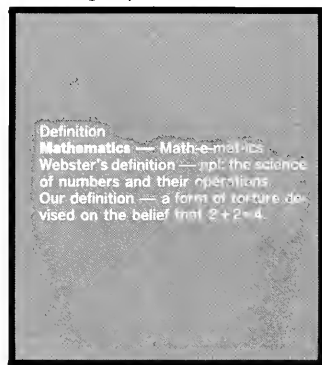 Definition
Mathematics — Math-e-mat-ics
Webster's definition — npl: the science
of numbers and their operations.
Our definition — a form of torture de-
vised on the belief that 2 + 2 = 4.